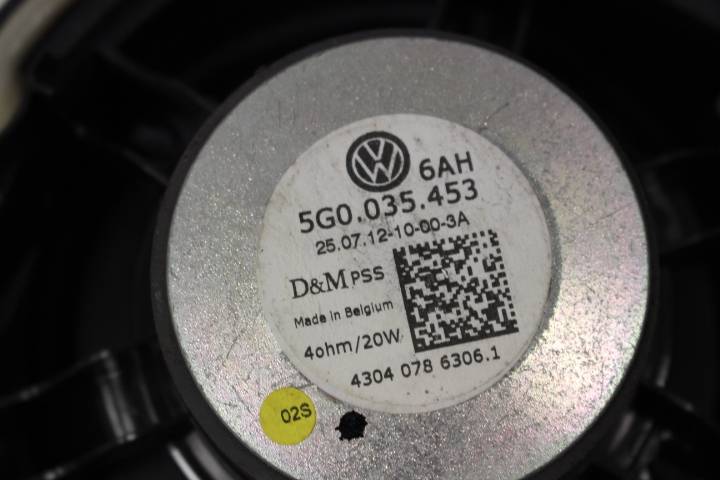 6AH
5G0.035.453
25.07.12-10-00-3A
D&M PSS
Made in Belgium
4ohm/20W
4304 078 6306.1
02S